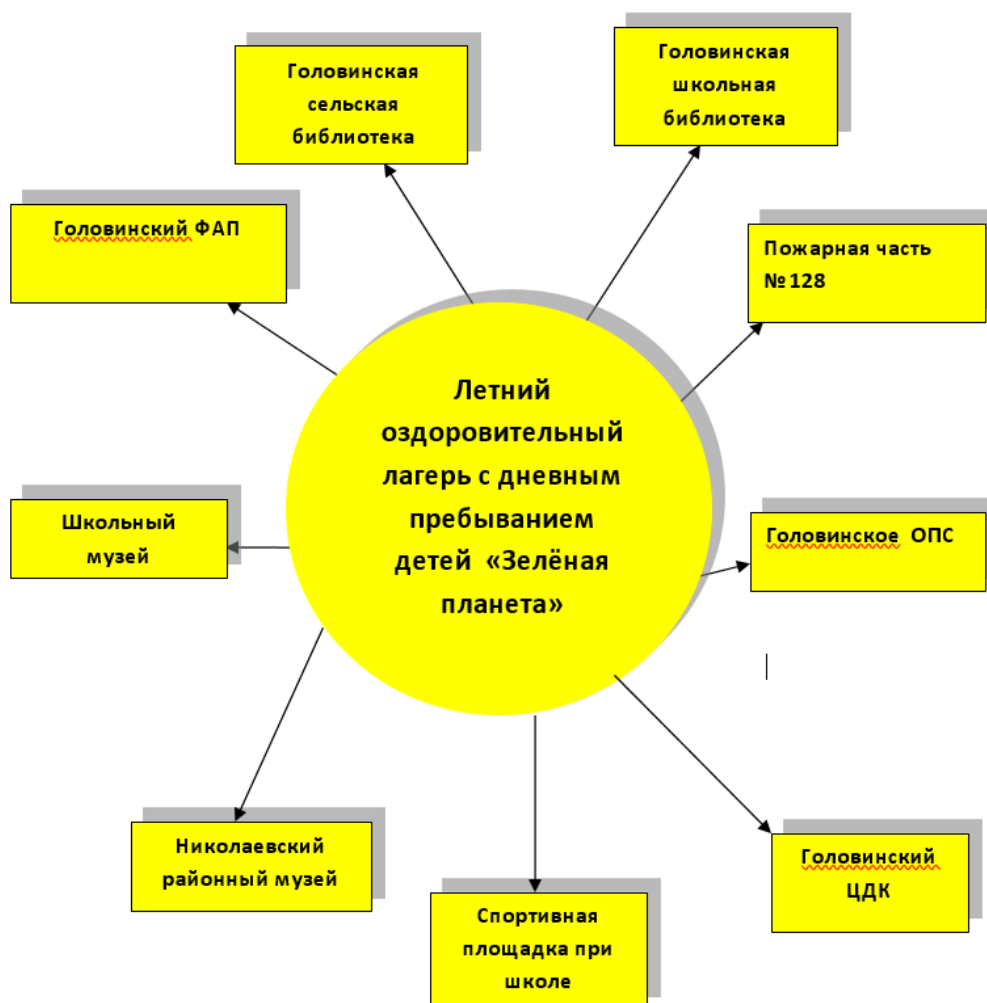 Головинская
сельская
библиотека
Головинская
школьная
библиотека
Головинский ФАП
Пожарная часть
№128
Летний
оздоровительный
лагерь с дневным
пребыванием
детей «Зелёная
планета»
Школьный
музей
Головинское ОПС
Николаевский
районный музей
Головинский
ЦДК
Спортивная
площадка при
школе